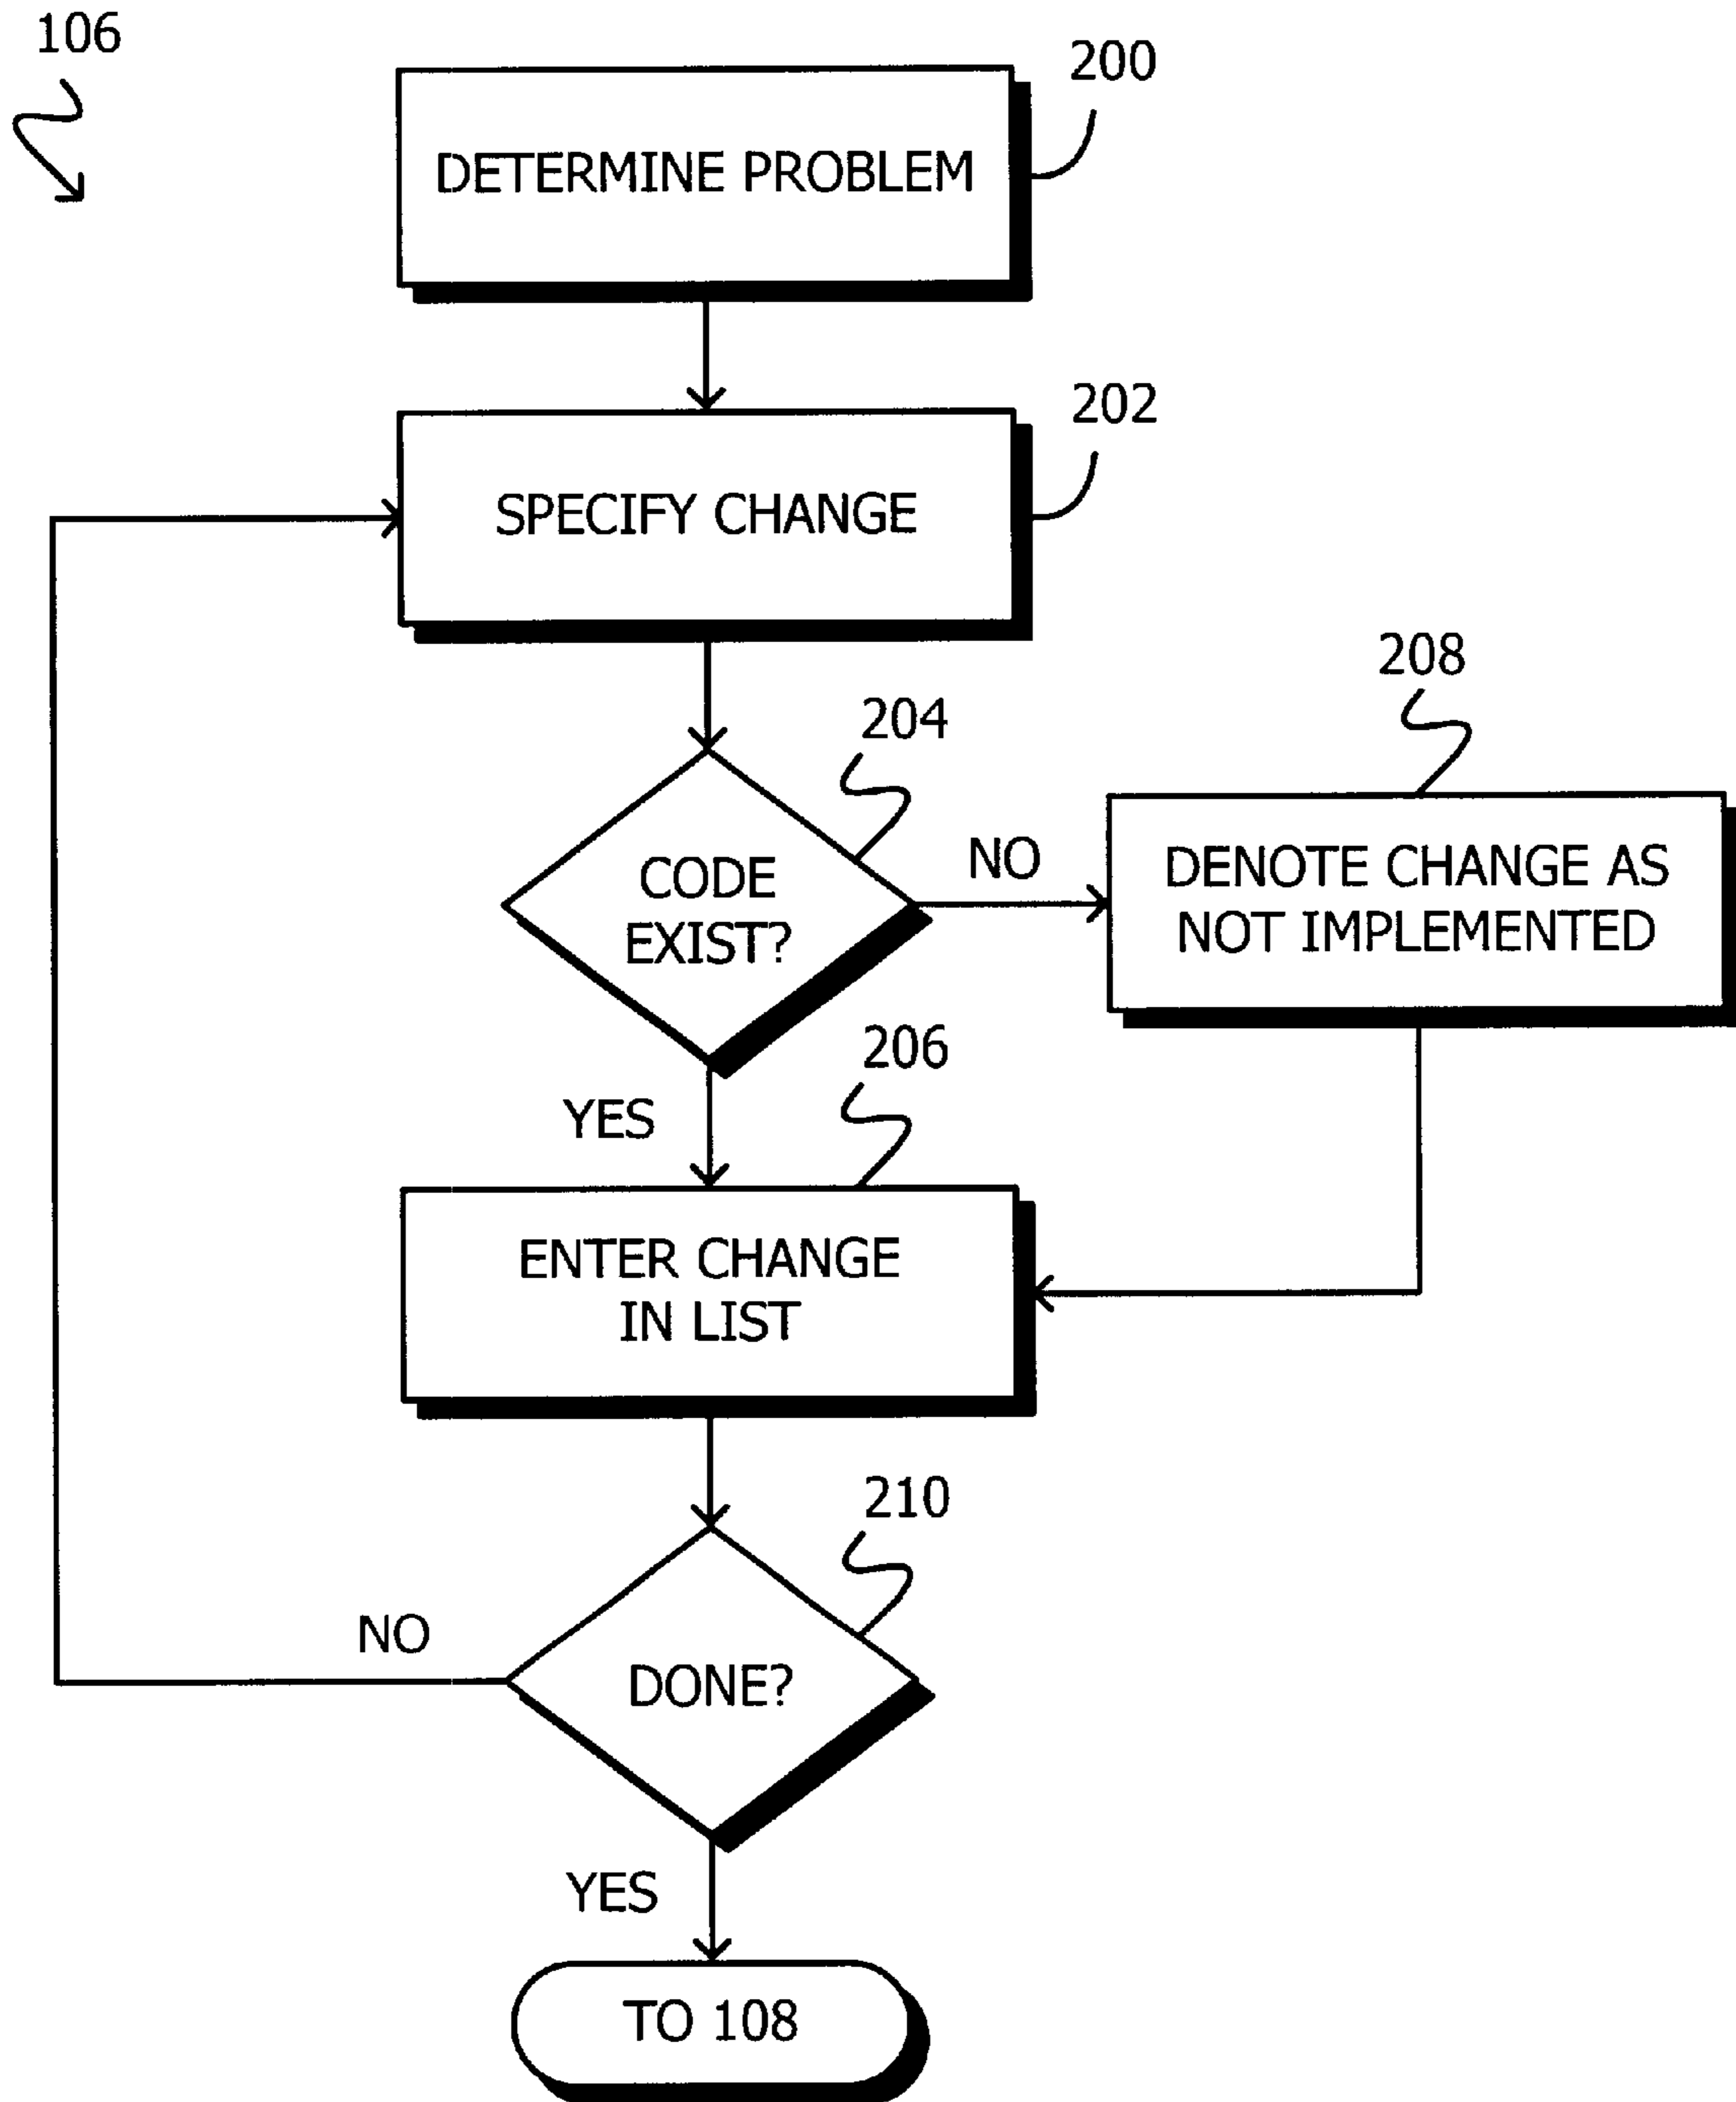 106
200
DETERMINE PROBLEM
202
SPECIFY CHANGE
204
208
CODE
EXIST?
NO
DENOTE CHANGE AS
NOT IMPLEMENTED
206
YES
ENTER CHANGE
IN LIST
210
NO
DONE?
YES
TO 108